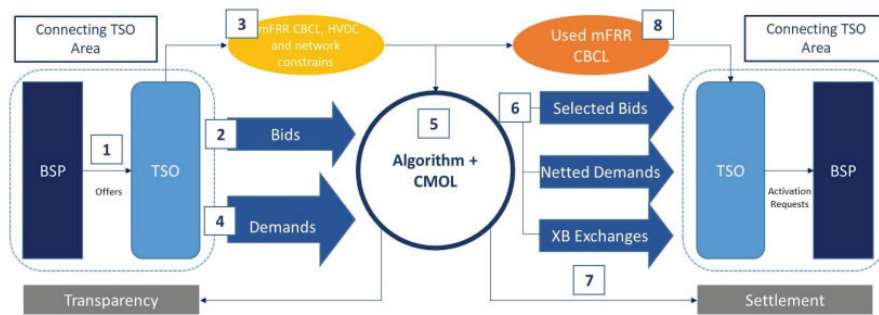 Connecting TSO
Area
3
mFRR CBCL, HVDC
and network
constrains
Used mFRR
CBCL
8
Connecting TSO
Area
BSP
1
Offers
TSO
2
Bids
4
Demands
5
Algorithm +
CMOL
6
Selected Bids
Netted Demands
XB Exchanges
TSO
Activation
Requests
BSP
7
Transparency
Settlement